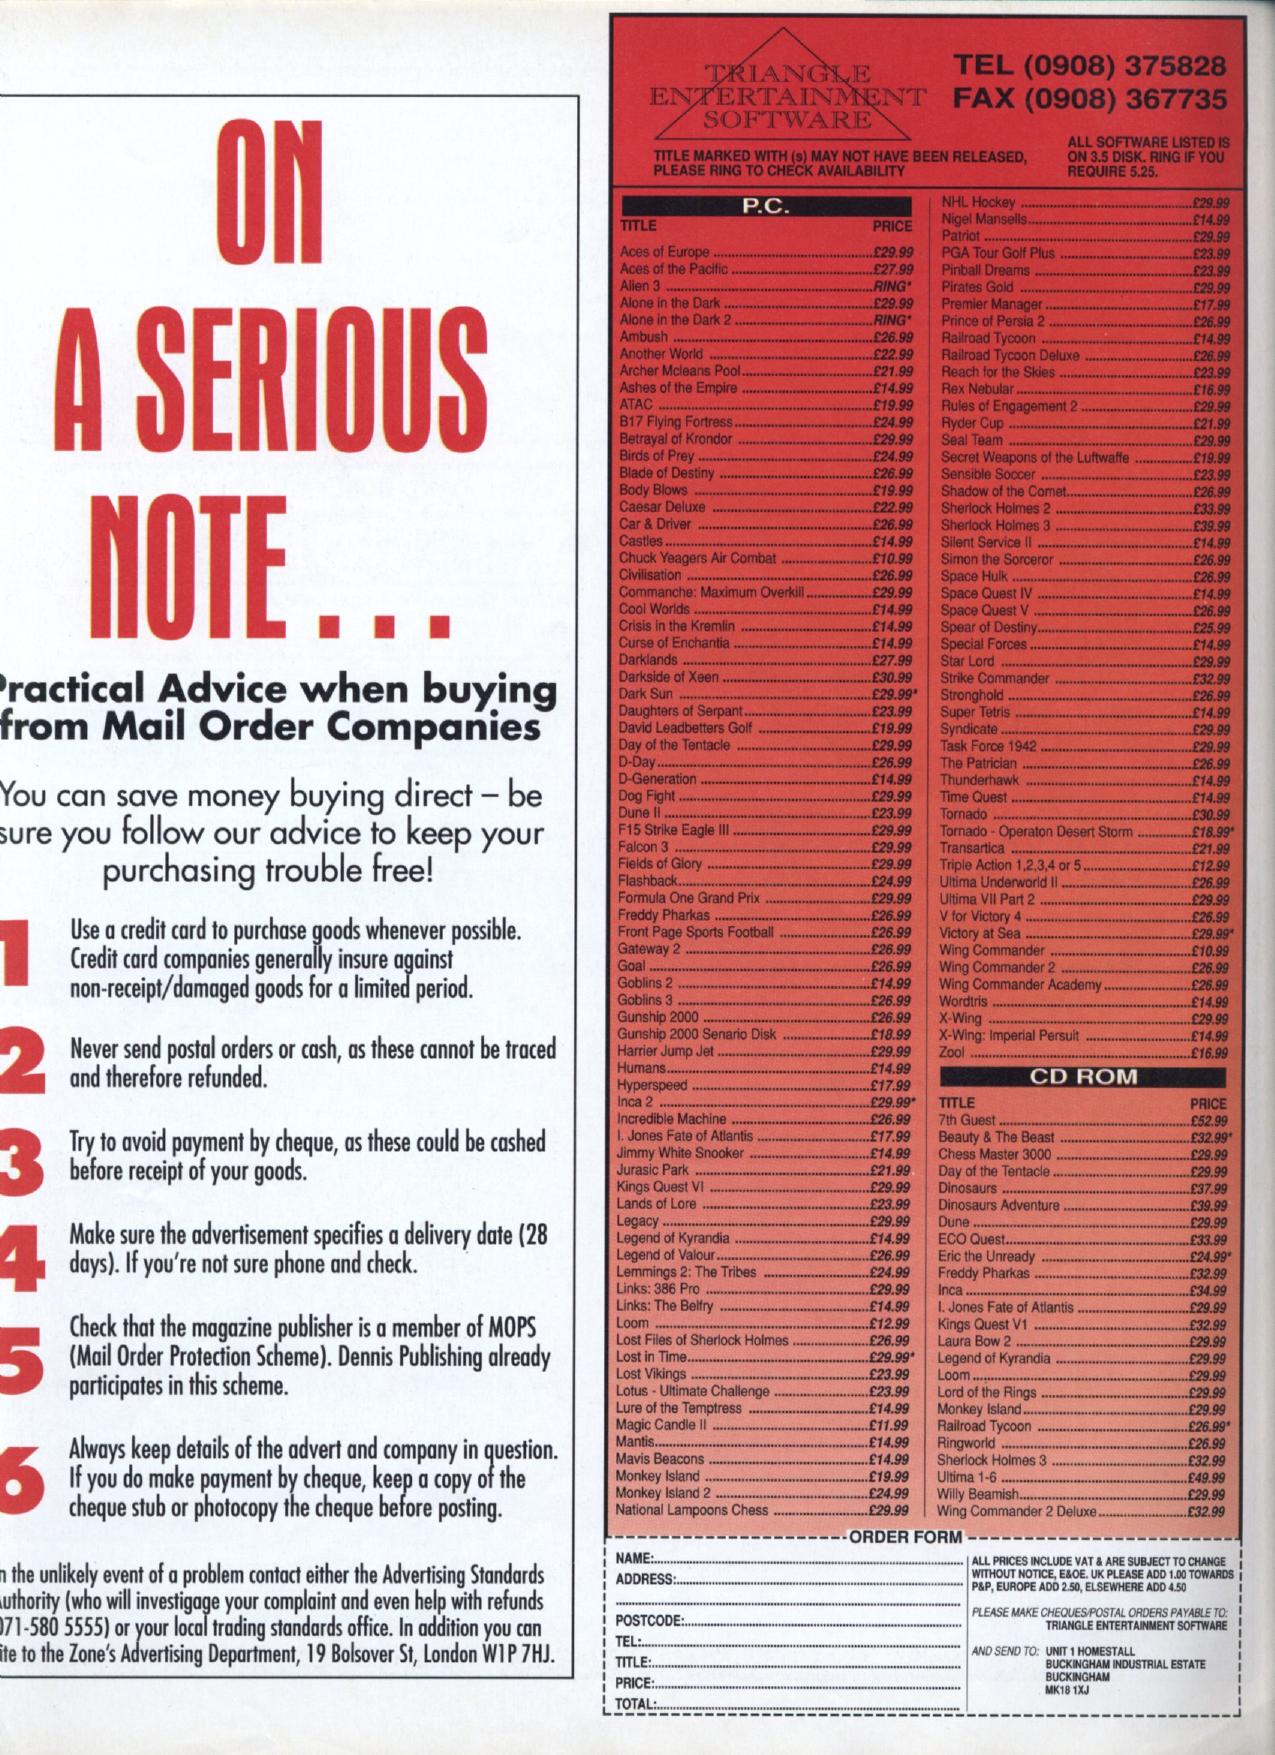 ON
A SERIOUS
NOTE . . .
Practical Advice when buying
from Mail Order Companies
You can save money buying direct – be
sure you follow our advice to keep your
purchasing trouble free!
1 Use a credit card to purchase goods whenever possible.
Credit card companies generally insure against
non-receipt/damaged goods for a limited period.
2 Never send postal orders or cash, as these cannot be traced
and therefore refunded.
3 Try to avoid payment by cheque, as these could be cashed
before receipt of your goods.
4 Make sure the advertisement specifies a delivery date (28
days). If you're not sure phone and check.
5 Check that the magazine publisher is a member of MOPS
(Mail Order Protection Scheme). Dennis Publishing already
participates in this scheme.
6 Always keep details of the advert and company in question.
If you do make payment by cheque, keep a copy of the
cheque stub or photocopy the cheque before posting.
n the unlikely event of a problem contact either the Advertising Standards
uthority (who will investigage your complaint and even help with refunds
071-580 5555) or your local trading standards office. In addition you can
ite to the Zone's Advertising Department, 19 Bolsover St, London W1P 7HJ.
TRIANGLE
ENTERTAINMENT
SOFTWARE
TEL (0908) 375828
FAX (0908) 367735
TITLE MARKED WITH (s) MAY NOT HAVE BEEN RELEASED,
PLEASE RING TO CHECK AVAILABILITY
ALL SOFTWARE LISTED IS
ON 3.5 DISK. RING IF YOU
REQUIRE 5.25.
P.C.
TITLE PRICE
Aces of Europe £29.99
Aces of the Pacific £27.99
Alien 3 RING*
Alone in the Dark £29.99
Alone in the Dark 2 RING*
Ambush £26.99
Another World £22.99
Archer Mcleans Pool £21.99
Ashes of the Empire £14.99
ATAC £19.99
B17 Flying Fortress £24.99
Betrayal of Krondor £29.99
Birds of Prey £24.99
Blade of Destiny £26.99
Body Blows £19.99
Caesar Deluxe £22.99
Car & Driver £26.99
Castles £14.99
Chuck Yeagers Air Combat £10.99
Civilisation £26.99
Commanche: Maximum Overkill £29.99
Cool Worlds £14.99
Crisis in the Kremlin £14.99
Curse of Enchantia £14.99
Darklands £27.99
Darkside of Xeen £30.99
Dark Sun £29.99*
Daughters of Serpant £23.99
David Leadbetters Golf £19.99
Day of the Tentacle £29.99
D-Day £26.99
D-Generation £14.99
Dog Fight £29.99
Dune II £23.99
F15 Strike Eagle III £29.99
Falcon 3 £29.99
Fields of Glory £29.99
Flashback £24.99
Formula One Grand Prix £29.99
Freddy Pharkas £26.99
Front Page Sports Football £26.99
Gateway 2 £26.99
Goal £26.99
Goblins 2 £14.99
Goblins 3 £26.99
Gunship 2000 £26.99
Gunship 2000 Senario Disk £18.99
Harrier Jump Jet £29.99
Humans £14.99
Hyperspeed £17.99
Inca 2 £29.99*
Incredible Machine £26.99
I. Jones Fate of Atlantis £17.99
Jimmy White Snooker £14.99
Jurasic Park £21.99
Kings Quest VI £29.99
Lands of Lore £23.99
Legacy £29.99
Legend of Kyrandia £14.99
Legend of Valour £26.99
Lemmings 2: The Tribes £24.99
Links: 386 Pro £29.99
Links: The Belfry £14.99
Loom £12.99
Lost Files of Sherlock Holmes £26.99
Lost in Time £29.99*
Lost Vikings £23.99
Lotus - Ultimate Challenge £23.99
Lure of the Temptress £14.99
Magic Candle II £11.99
Mantis £14.99
Mavis Beacons £14.99
Monkey Island £19.99
Monkey Island 2 £24.99
National Lampoons Chess £29.99
NHL Hockey £29.99
Nigel Mansells £14.99
Patriot £29.99
PGA Tour Golf Plus £23.99
Pinball Dreams £23.99
Pirates Gold £29.99
Premier Manager £17.99
Prince of Persia 2 £26.99
Railroad Tycoon £14.99
Railroad Tycoon Deluxe £26.99
Reach for the Skies £23.99
Rex Nebular £16.99
Rules of Engagement 2 £29.99
Ryder Cup £21.99
Seal Team £29.99
Secret Weapons of the Luftwaffe £19.99
Sensible Soccer £23.99
Shadow of the Comet £26.99
Sherlock Holmes 2 £33.99
Sherlock Holmes 3 £39.99
Silent Service II £14.99
Simon the Sorceror £26.99
Space Hulk £26.99
Space Quest IV £14.99
Space Quest V £26.99
Spear of Destiny £25.99
Special Forces £14.99
Star Lord £29.99
Strike Commander £32.99
Stronghold £26.99
Super Tetris £14.99
Syndicate £29.99
Task Force 1942 £29.99
The Patrician £26.99
Thunderhawk £14.99
Time Quest £14.99
Tornado £30.99
Tornado - Operaton Desert Storm £18.99*
Transartica £21.99
Triple Action 1,2,3,4 or 5 £12.99
Ultima Underworld II £26.99
Ultima VII Part 2 £29.99
V for Victory 4 £26.99
Victory at Sea £29.99*
Wing Commander £10.99
Wing Commander 2 £26.99
Wing Commander Academy £26.99
Wordtris £14.99
X-Wing £29.99
X-Wing: Imperial Persuit £14.99
Zool £16.99
CD ROM
TITLE PRICE
7th Guest £52.99
Beauty & The Beast £32.99*
Chess Master 3000 £29.99
Day of the Tentacle £29.99
Dinosaurs £37.99
Dinosaurs Adventure £39.99
Dune £29.99
ECO Quest £33.99
Eric the Unready £24.99*
Freddy Pharkas £32.99
Inca £34.99
I. Jones Fate of Atlantis £29.99
Kings Quest V1 £32.99
Laura Bow 2 £29.99
Legend of Kyrandia £29.99
Loom £29.99
Lord of the Rings £29.99
Monkey Island £29.99
Railroad Tycoon £26.99*
Ringworld £26.99
Sherlock Holmes 3 £32.99
Ultima 1-6 £49.99
Willy Beamish £29.99
Wing Commander 2 Deluxe £32.99
ORDER FORM
NAME:
ADDRESS:
POSTCODE:
TEL:
TITLE:
PRICE:
TOTAL:
ALL PRICES INCLUDE VAT & ARE SUBJECT TO CHANGE
WITHOUT NOTICE, E&OE. UK PLEASE ADD 1.00 TOWARDS
P&P, EUROPE ADD 2.50, ELSEWHERE ADD 4.50
PLEASE MAKE CHEQUES/POSTAL ORDERS PAYABLE TO:
TRIANGLE ENTERTAINMENT SOFTWARE
AND SEND TO: UNIT 1 HOMESTALL
BUCKINGHAM INDUSTRIAL ESTATE
BUCKINGHAM
MK18 1XJ